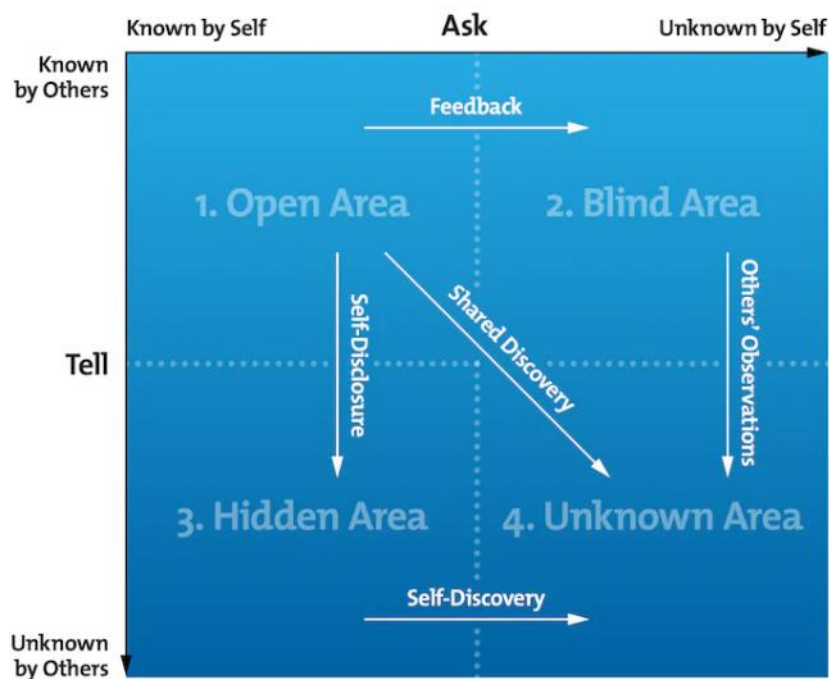 Known by Self
Ask
Unknown by Self
Known
by Others
Feedback
1. Open Area
2. Blind Area
Self-Disclosure
Shared Discovery
Others' Observations
Tell
3. Hidden Area
4. Unknown Area
Self-Discovery
Unknown
by Others